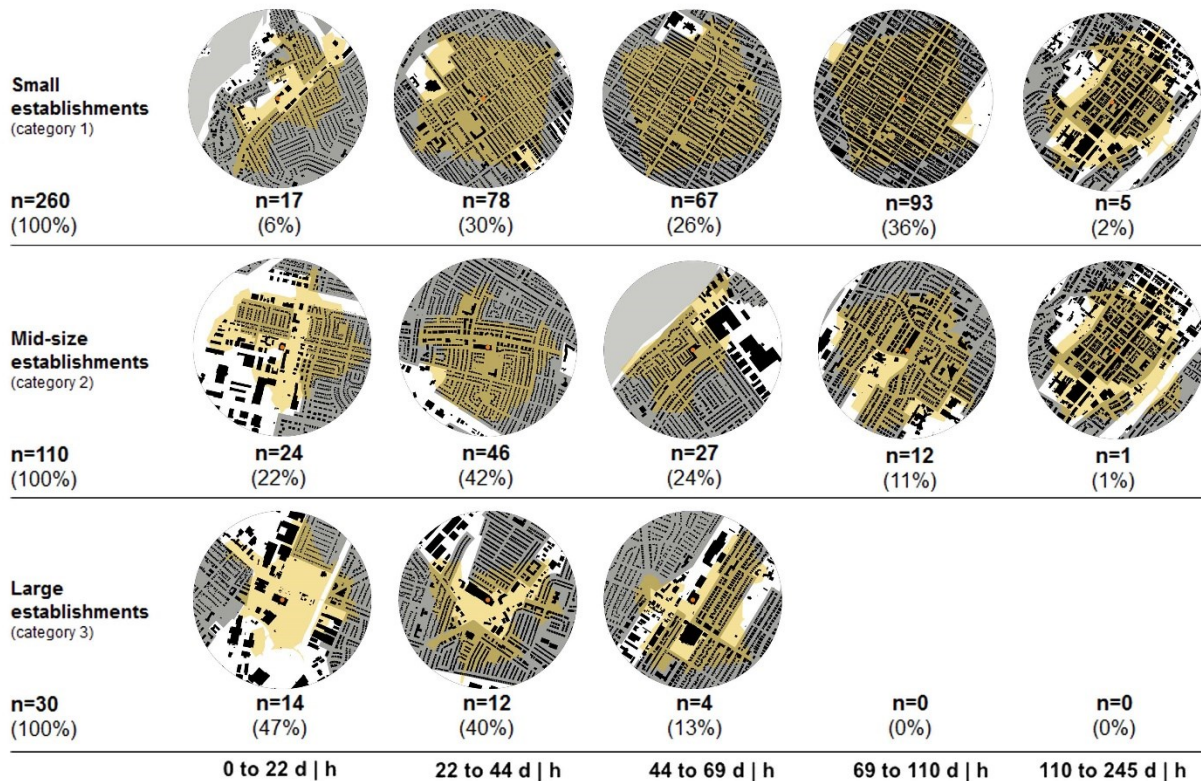 Small
establishments
(category 1)
n=260
(100%)
n=17
(6%)
n=78
(30%)
n=67
(26%)
n=93
(36%)
n=5
(2%)
Mid-size
establishments
(category 2)
n=110
(100%)
n=24
(22%)
n=46
(42%)
n=27
(24%)
n=12
(11%)
n=1
(1%)
Large
establishments
(category 3)
n=30
(100%)
n=14
(47%)
n=12
(40%)
n=4
(13%)
n=0
(0%)
n=0
(0%)
0 to 22 d | h
22 to 44 d | h
44 to 69 d | h
69 to 110 d | h
110 to 245 d | h